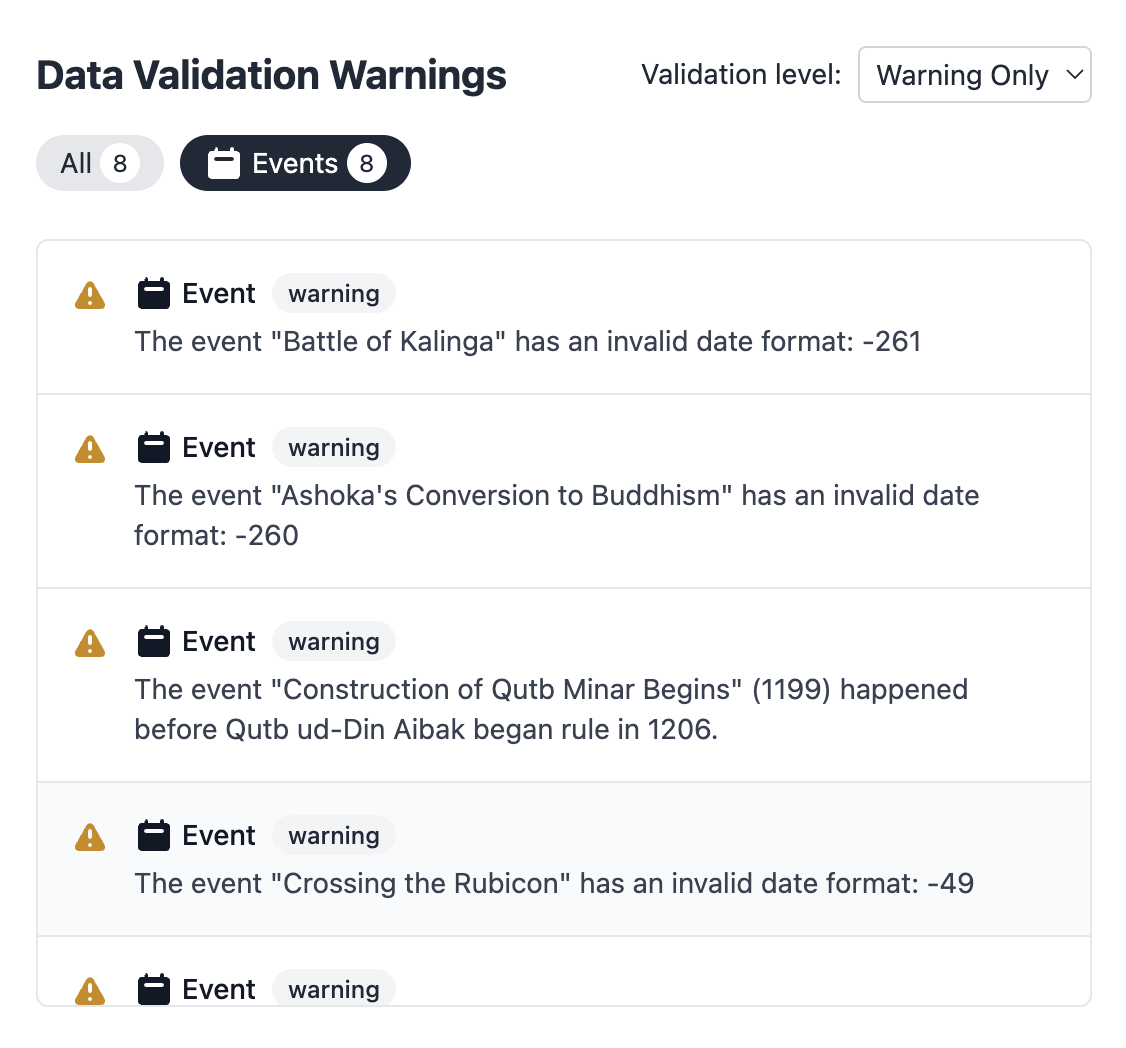 Data Validation Warnings
Validation level: Warning Only
All 8 Events 8
Event warning
The event "Battle of Kalinga" has an invalid date format: -261
Event warning
The event "Ashoka's Conversion to Buddhism" has an invalid date
format: -260
Event warning
The event "Construction of Qutb Minar Begins" (1199) happened
before Qutb ud-Din Aibak began rule in 1206.
Event warning
The event "Crossing the Rubicon" has an invalid date format: -49
Event warning